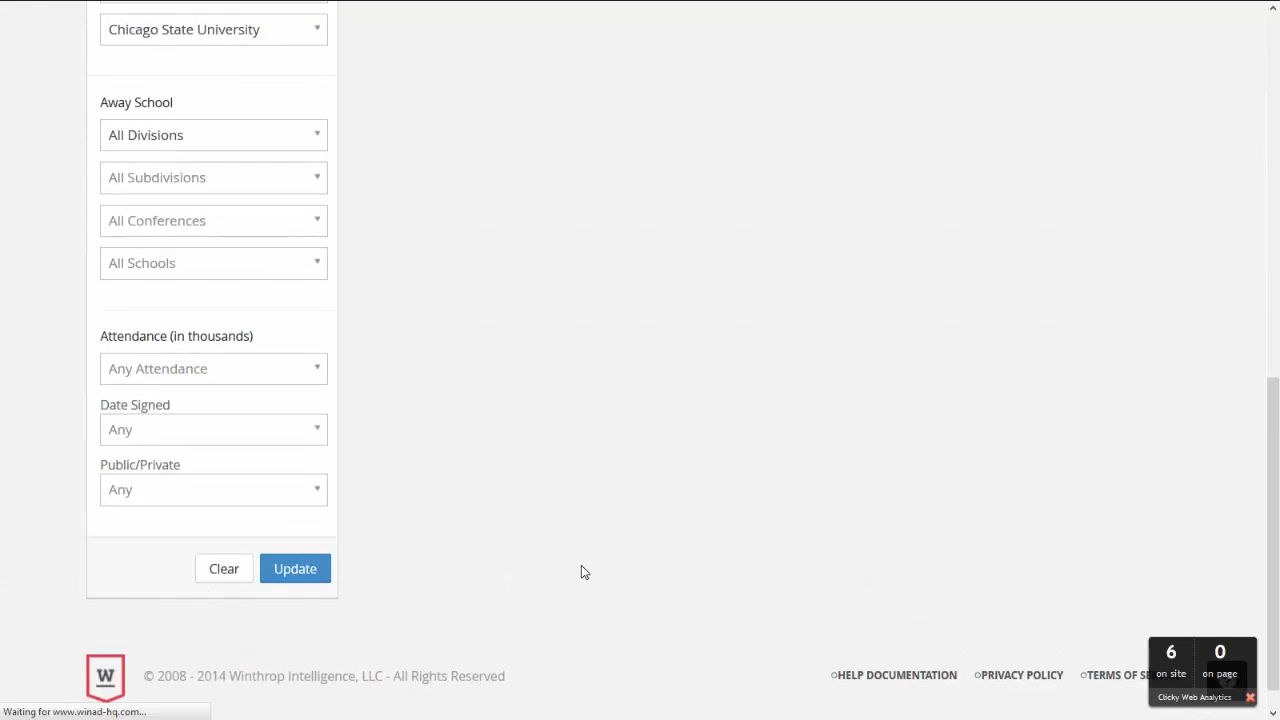 Chicago State University
Away School
All Divisions
All Subdivisions
All Conferences
All Schools
Attendance (in thousands)
Any Attendance
Date Signed
Any
Public/Private
Any
Clear
Update
W
© 2008 - 2014 Winthrop Intelligence, LLC - All Rights Reserved
HELP DOCUMENTATION
PRIVACY POLICY
TERMS OF SE
6
0
on site
on page
Clicky Web Analytics
Waiting for www.winad-hq.com...